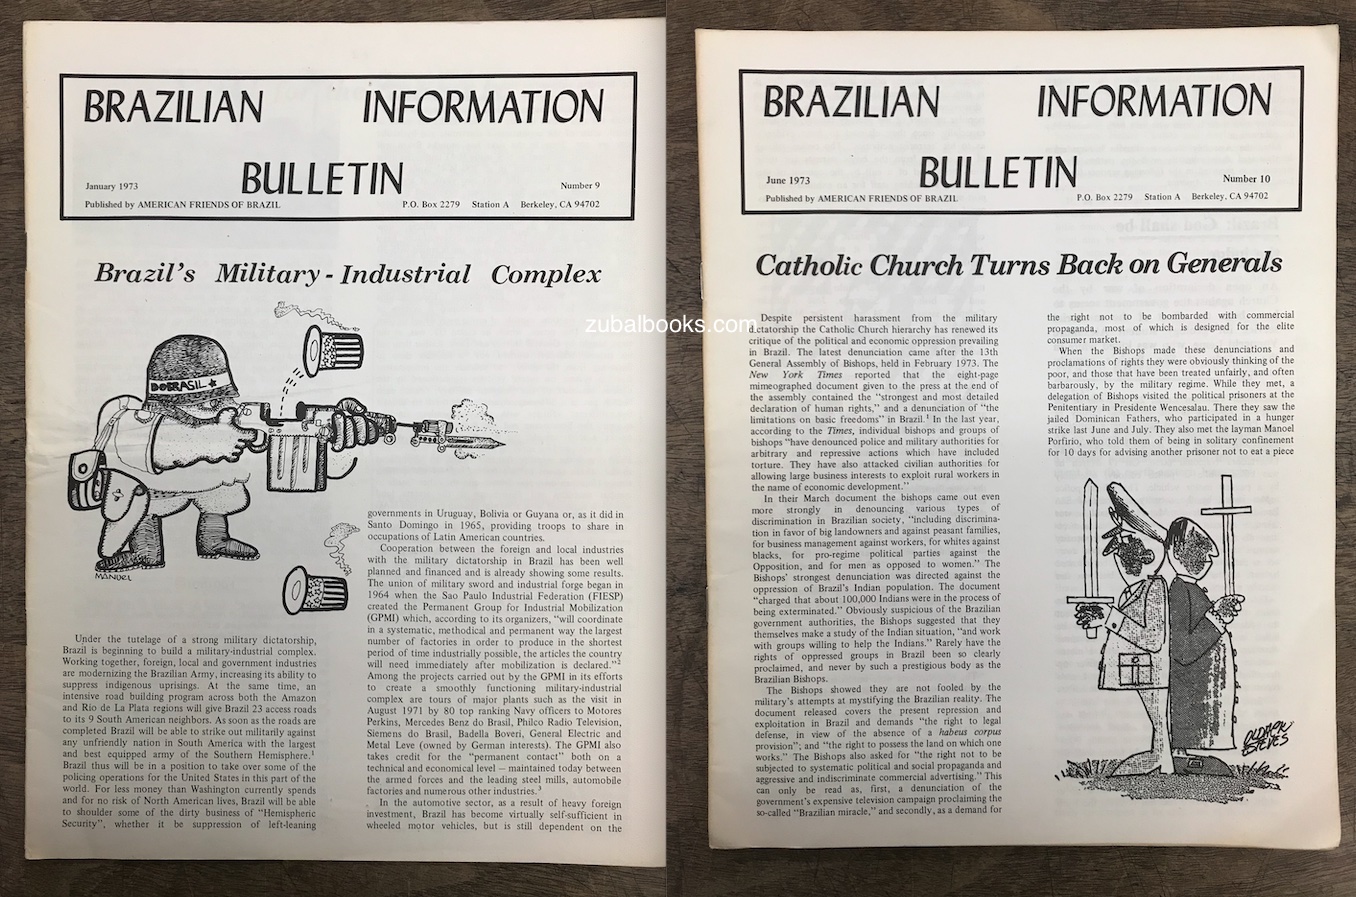 BRAZILIAN INFORMATION
BULLETIN
January 1973
Number 9
Published by AMERICAN FRIENDS OF BRAZIL
P.O. Box 2279 Station A Berkeley, CA 94702
Brazil's Military-Industrial Complex
DOBRASIL
MANUEL
Under the tutelage of a strong military dictatorship,
Brazil is beginning to build a military-industrial complex.
Working together, foreign, local and government industries
are modernizing the Brazilian Army, increasing its ability to
suppress indigenous uprisings. At the same time, an
intensive road building program across both the Amazon
and Rio de La Plata regions will give Brazil 23 access roads
to its 9 South American neighbors. As soon as the roads are
completed Brazil will be able to strike out militarily against
any unfriendly nation in South America with the largest
and best equipped army of the Southern Hemisphere.1
Brazil thus will be in a position to take over some of the
policing operations for the United States in this part of the
world. For less money than Washington currently spends
and for no risk of North American lives, Brazil will be able
to shoulder some of the dirty business of "Hemispheric
Security", whether it be suppression of left-leaning
governments in Uruguay, Bolivia or Guyana or, as it did in
Santo Domingo in 1965, providing troops to share in
occupations of Latin American countries.
Cooperation between the foreign and local industries
with the military dictatorship in Brazil has been well
planned and financed and is already showing some results.
The union of military sword and industrial forge began in
1964 when the Sao Paulo Industrial Federation (FIESP)
created the Permanent Group for Industrial Mobilization
(GPMI) which, according to its organizers, "will coordinate
in a systematic, methodical and permanent way the largest
number of factories in order to produce in the shortest
period of time industrially possible, the articles the country
will need immediately after mobilization is declared."2
Among the projects carried out by the GPMI in its efforts
to create a smoothly functioning military-industrial
complex are tours of major plants such as the visit in
August 1971 by 80 top ranking Navy officers to Motores
Perkins, Mercedes Benz do Brasil, Philco Radio Television,
Siemens do Brasil, Badella Boveri, General Electric and
Metal Leve (owned by German interests). The GPMI also
takes credit for the "permanent contact" both on a
technical and economical level – maintained today between
the armed forces and the leading steel mills, automobile
factories and numerous other industries.3
In the automotive sector, as a result of heavy foreign
investment, Brazil has become virtually self-sufficient in
wheeled motor vehicles, but is still dependent on the
zubalbooks.com
BRAZILIAN INFORMATION
BULLETIN
June 1973
Number 10
Published by AMERICAN FRIENDS OF BRAZIL
P.O. Box 2279 Station A Berkeley, CA 94702
Catholic Church Turns Back on Generals
Despite persistent harassment from the military
dictatorship the Catholic Church hierarchy has renewed its
critique of the political and economic oppression prevailing
in Brazil. The latest denunciation came after the 13th
General Assembly of Bishops, held in February 1973. The
New York Times reported that the eight-page
mimeographed document given to the press at the end of
the assembly contained the "strongest and most detailed
declaration of human rights," and a denunciation of "the
limitations on basic freedoms" in Brazil.1 In the last year,
according to the Times, individual bishops and groups of
bishops "have denounced police and military authorities for
arbitrary and repressive actions which have included
torture. They have also attacked civilian authorities for
allowing large business interests to exploit rural workers in
the name of economic development."
In their March document the bishops came out even
more strongly in denouncing various types of
discrimination in Brazilian society, "including discrimina-
tion in favor of big landowners and against peasant families,
for business management against workers, for whites against
blacks, for pro-regime political parties against the
Opposition, and for men as opposed to women." The
Bishops' strongest denunciation was directed against the
oppression of Brazil's Indian population. The document
"charged that about 100,000 Indians were in the process of
being exterminated." Obviously suspicious of the Brazilian
government authorities, the Bishops suggested that they
themselves make a study of the Indian situation, "and work
with groups willing to help the Indians." Rarely have the
rights of oppressed groups in Brazil been so clearly
proclaimed, and never by such a prestigious body as the
Brazilian Bishops.
The Bishops showed they are not fooled by the
military's attempts at mystifying the Brazilian reality. The
document released covers the present repression and
exploitation in Brazil and demands "the right to legal
defense, in view of the absence of a habeus corpus
provision"; and "the right to possess the land on which one
works." The Bishops also asked for "the right not to be
subjected to systematic political and social propaganda and
aggressive and indiscriminate commercial advertising." This
can only be read as, first, a denunciation of the
government's expensive television campaign proclaiming the
so-called "Brazilian miracle," and secondly, as a demand for
the right not to be bombarded with commercial
propaganda, most of which is designed for the elite
consumer market.
When the Bishops made these denunciations and
proclamations of rights they were obviously thinking of the
poor, and those that have been treated unfairly, and often
barbarously, by the military regime. While they met, a
delegation of Bishops visited the political prisoners at the
Penitentiary in Presidente Wenceslau. There they saw the
jailed Dominican Fathers, who participated in a hunger
strike last June and July. They also met the layman Manoel
Porfirio, who told them of being in solitary confinement
for 10 days for advising another prisoner not to eat a piece
ESTEVES